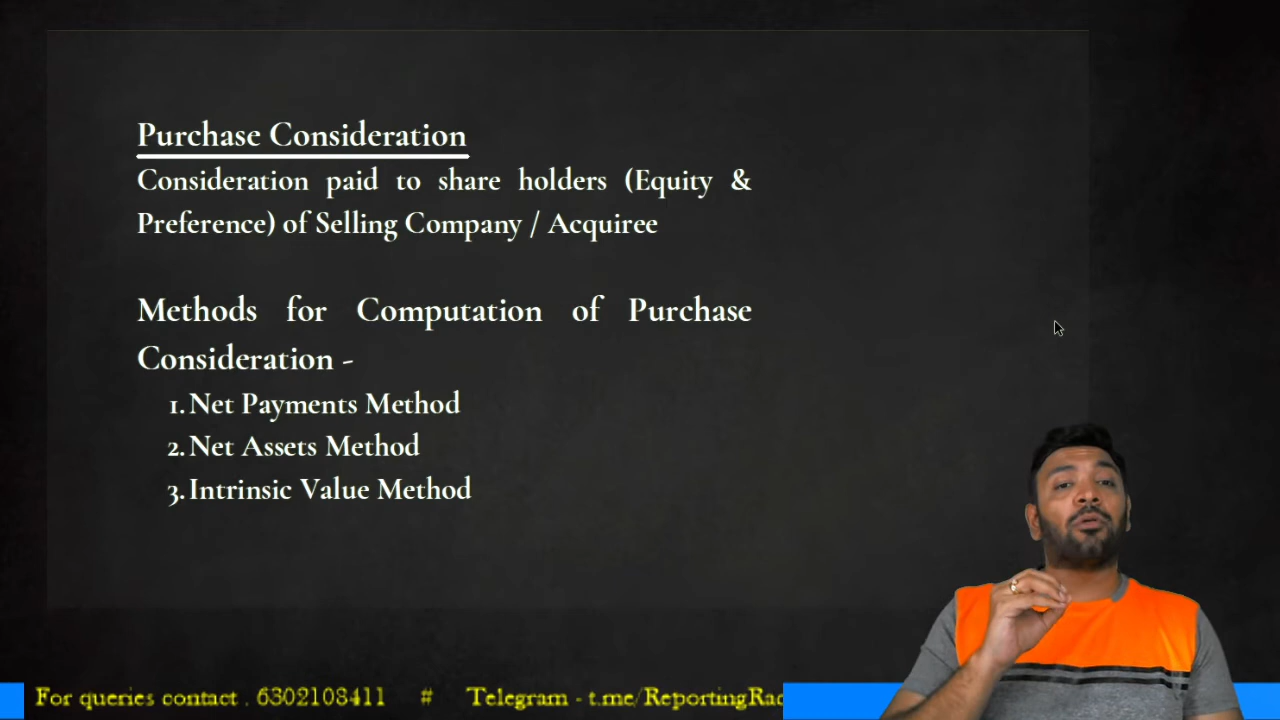 Purchase Consideration
Consideration paid to share holders (Equity &
Preference) of Selling Company / Acquiree
Methods for Computation of Purchase
Consideration -
1. Net Payments Method
2. Net Assets Method
3. Intrinsic Value Method
For queries contact . 6302108411 # Telegram - t.me/ReportingRac